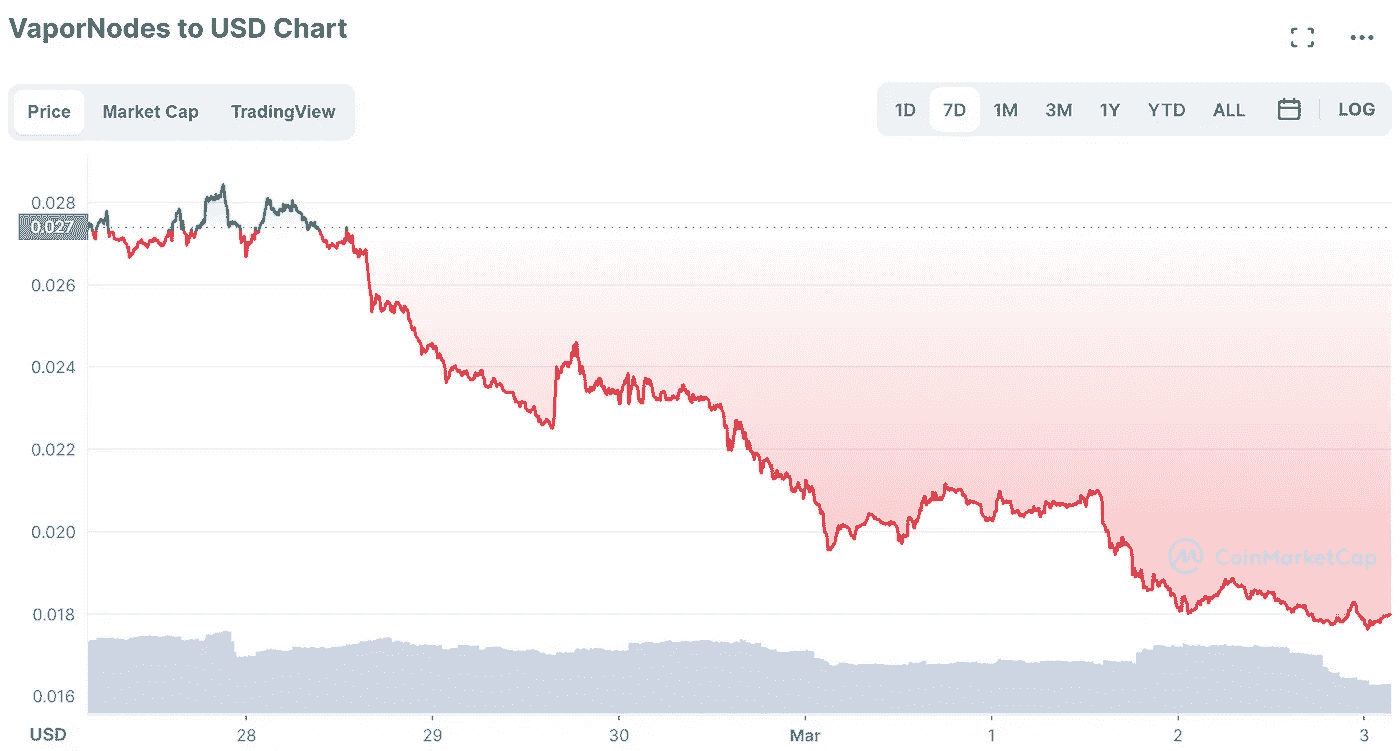 VaporNodes to USD Chart
Price Market Cap TradingView
1D 7D 1M 3M 1Y YTD ALL LOG
0.028
0.027
0.026
0.024
0.022
0.020
CoinMarketCap
0.018
0.016
USD 28 29 30 Mar 1 2 3